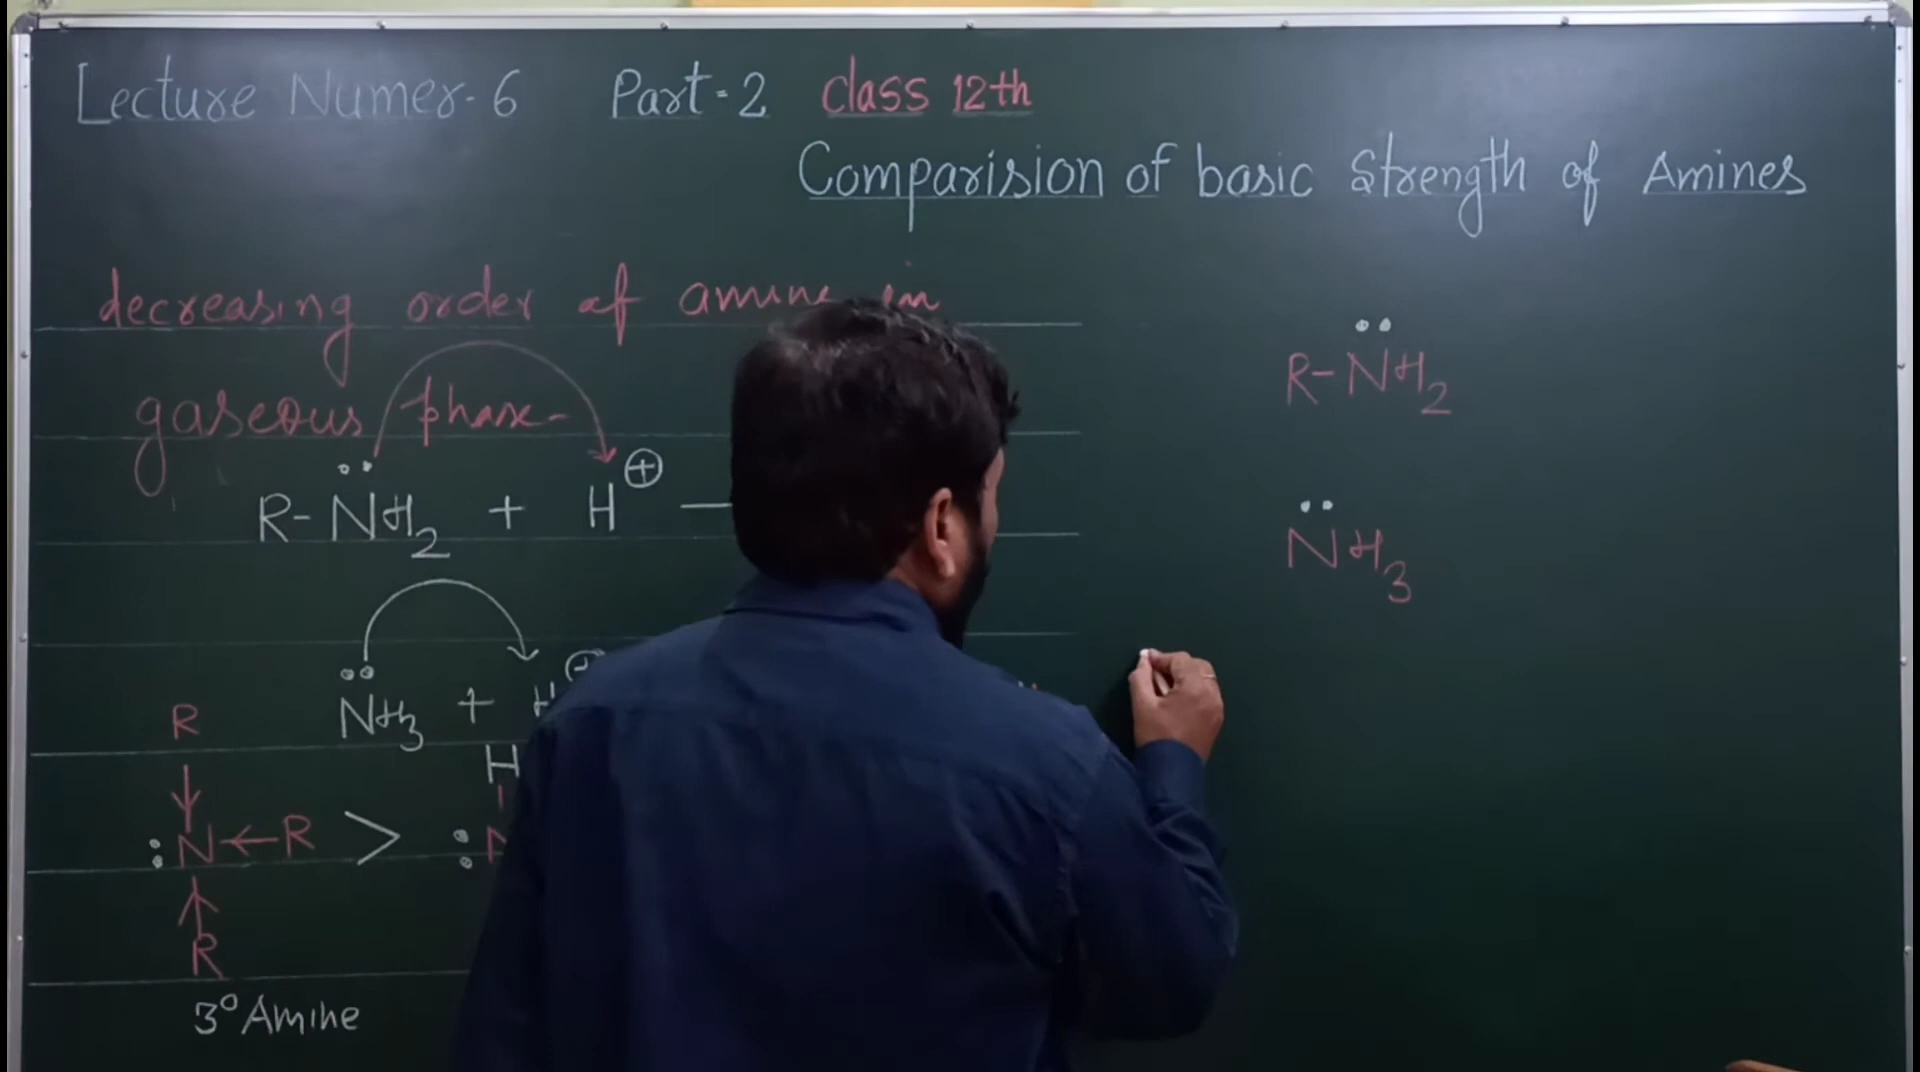 Lecture Numer-6 Part-2 class 12th
Comparision of basic Strength of Amines
decreasing order of amine in
gaseous phase-
R-NH2 + H⊕ —
NH3 + H⊕
R
H
:N←R > :N
R
3° Amine
R-NH2
NH3